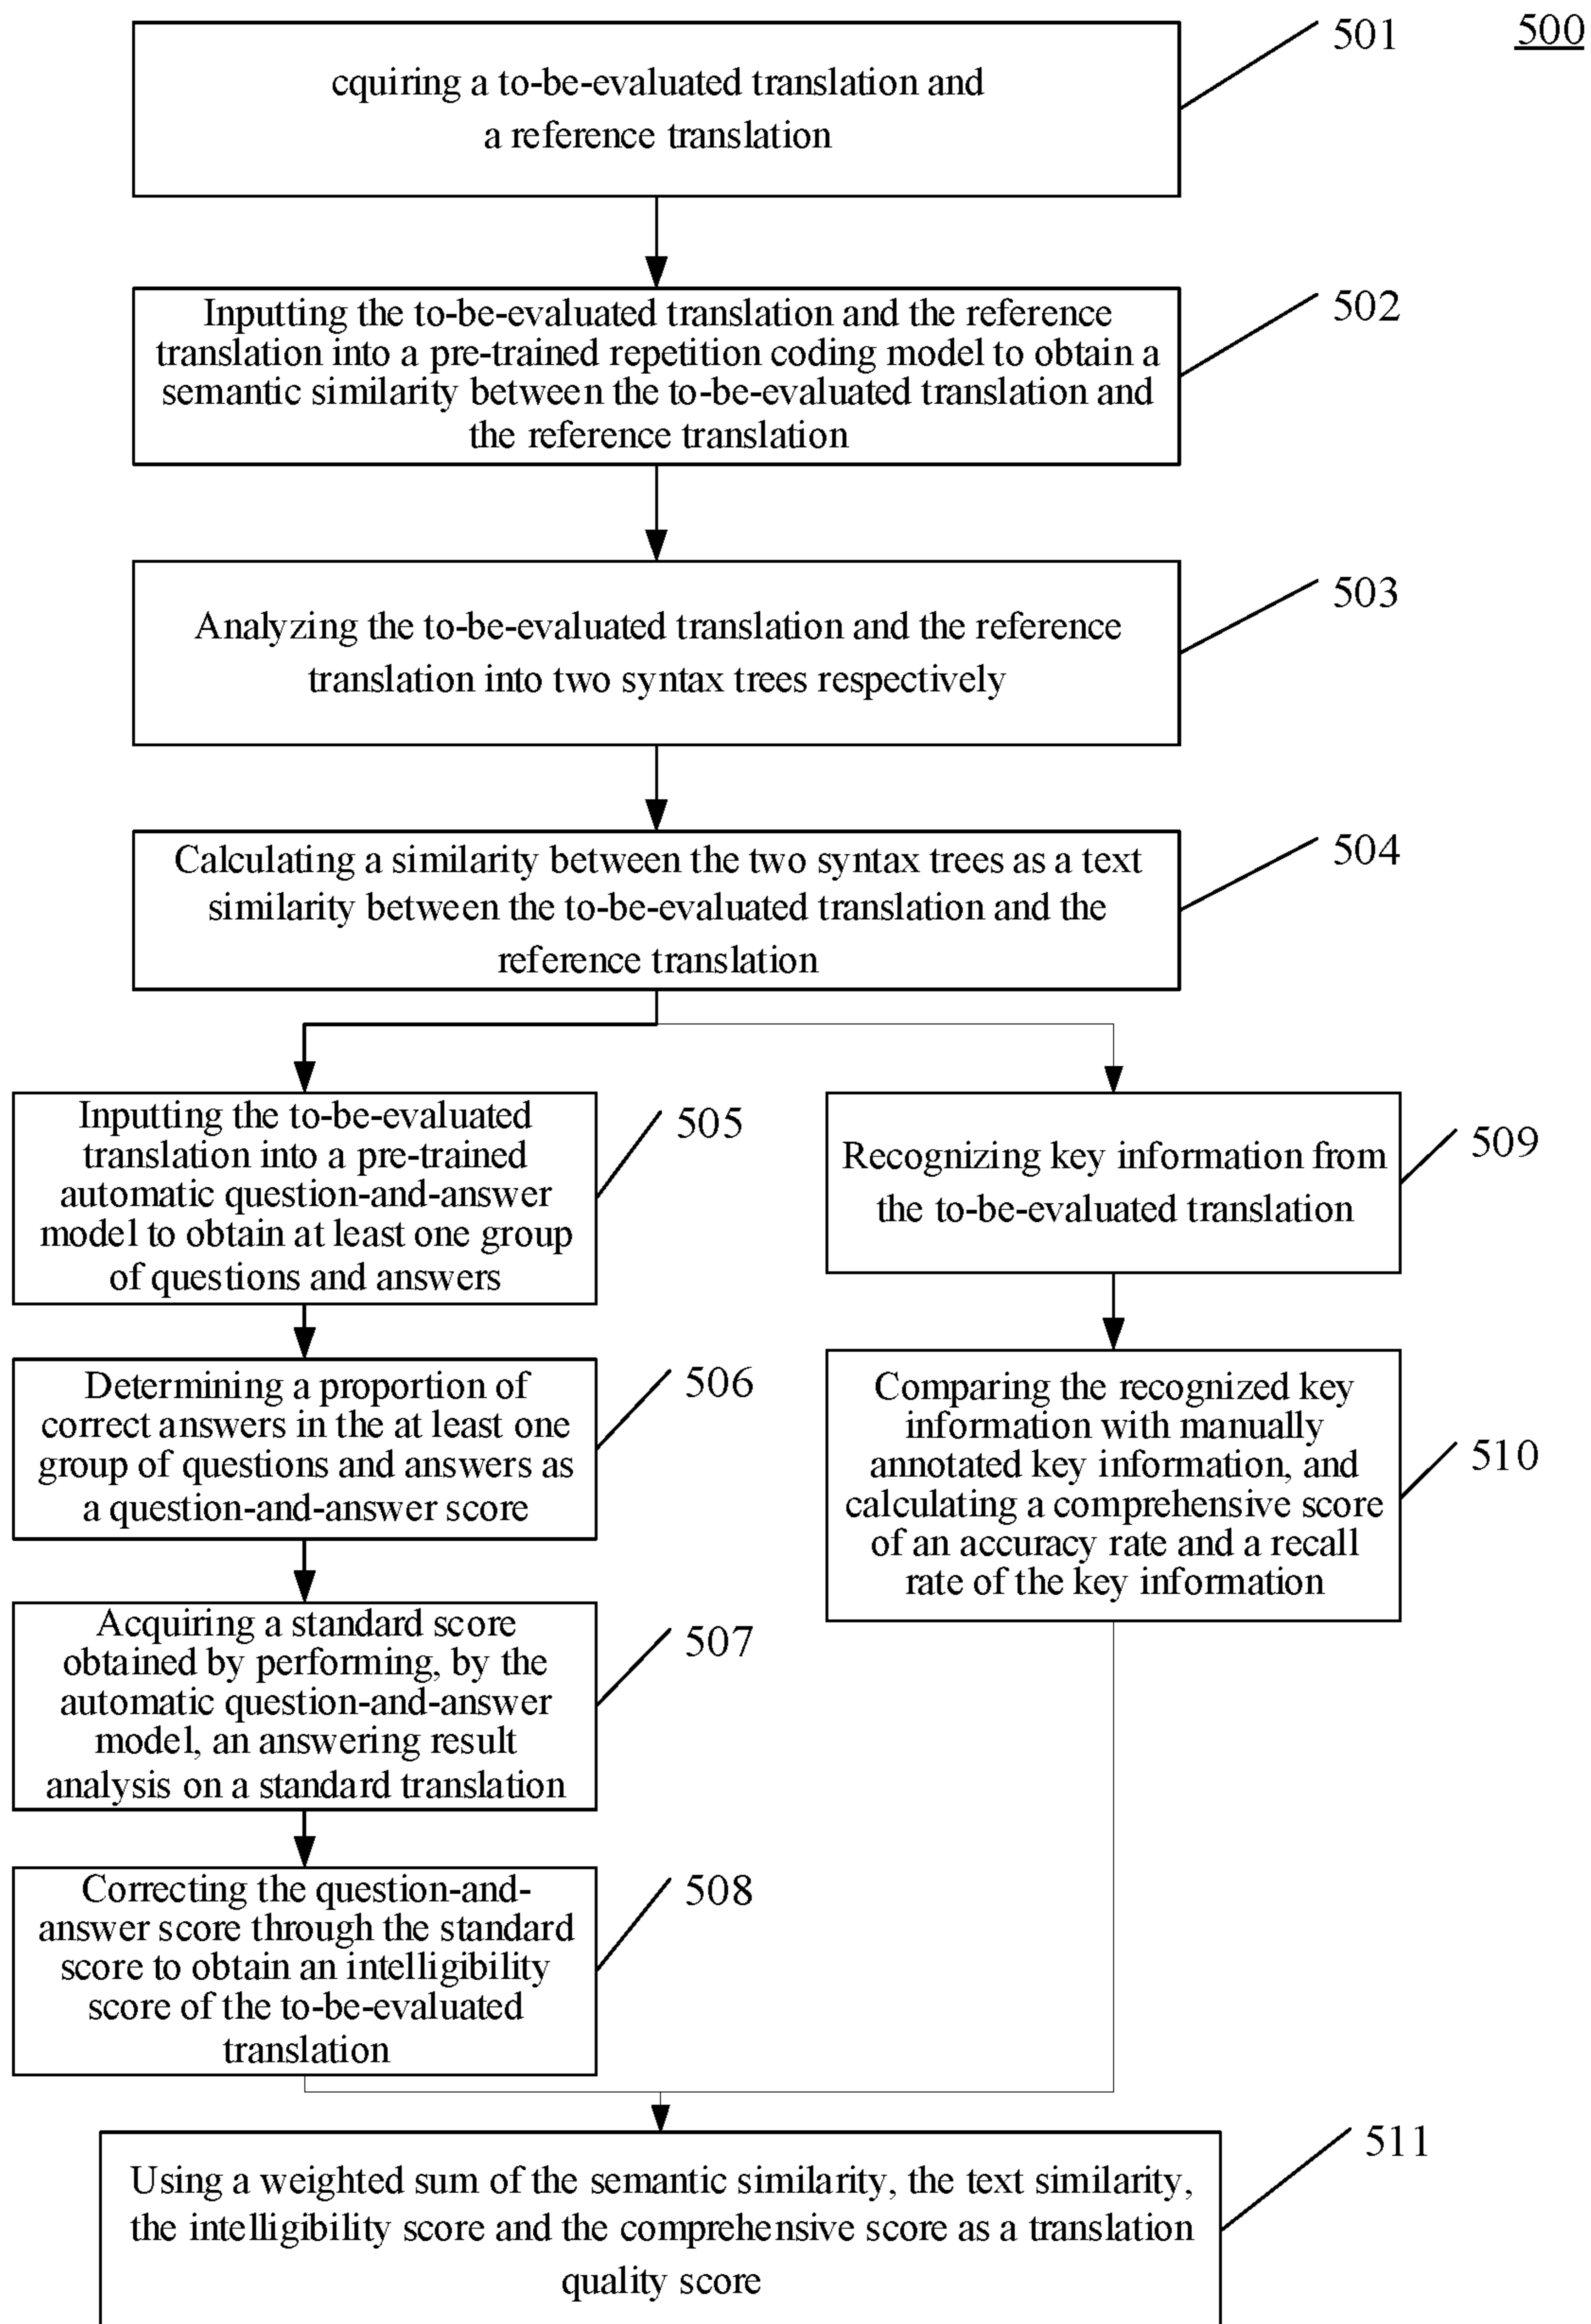 500
501
cquiring a to-be-evaluated translation and
a reference translation
502
Inputting the to-be-evaluated translation and the reference
translation into a pre-trained repetition coding model to obtain a
semantic similarity between the to-be-evaluated translation and
the reference translation
503
Analyzing the to-be-evaluated translation and the reference
translation into two syntax trees respectively
504
Calculating a similarity between the two syntax trees as a text
similarity between the to-be-evaluated translation and the
reference translation
505
Inputting the to-be-evaluated
translation into a pre-trained
automatic question-and-answer
model to obtain at least one group
of questions and answers
506
Determining a proportion of
correct answers in the at least one
group of questions and answers as
a question-and-answer score
507
Acquiring a standard score
obtained by performing, by the
automatic question-and-answer
model, an answering result
analysis on a standard translation
508
Correcting the question-and-
answer score through the standard
score to obtain an intelligibility
score of the to-be-evaluated
translation
509
Recognizing key information from
the to-be-evaluated translation
510
Comparing the recognized key
information with manually
annotated key information, and
calculating a comprehensive score
of an accuracy rate and a recall
rate of the key information
511
Using a weighted sum of the semantic similarity, the text similarity,
the intelligibility score and the comprehensive score as a translation
quality score